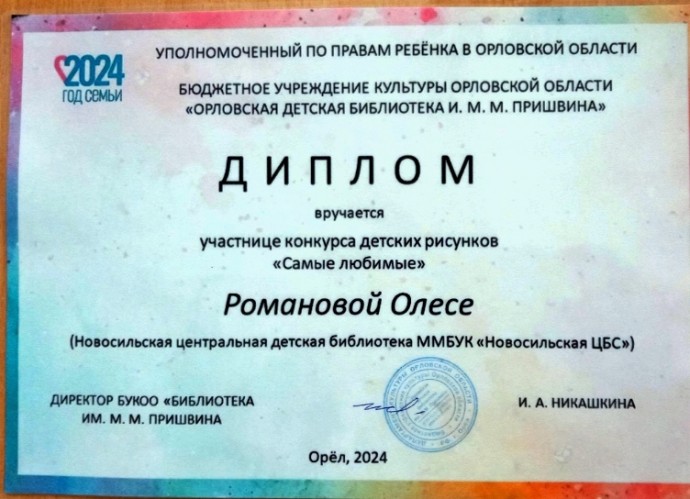 2024
ГОД СЕМЬИ
УПОЛНОМОЧЕННЫЙ ПО ПРАВАМ РЕБЁНКА В ОРЛОВСКОЙ ОБЛАСТИ
БЮДЖЕТНОЕ УЧРЕЖДЕНИЕ КУЛЬТУРЫ ОРЛОВСКОЙ ОБЛАСТИ
«ОРЛОВСКАЯ ДЕТСКАЯ БИБЛИОТЕКА И. М. М. ПРИШВИНА»
ДИПЛОМ
вручается
участнице конкурса детских рисунков
«Самые любимые»
Романовой Олесе
(Новосильская центральная детская библиотека ММБУК «Новосильская ЦБС»)
ДИРЕКТОР БУКОО «БИБЛИОТЕКА
ИМ. М. М. ПРИШВИНА
И. А. НИКАШКИНА
Орёл, 2024